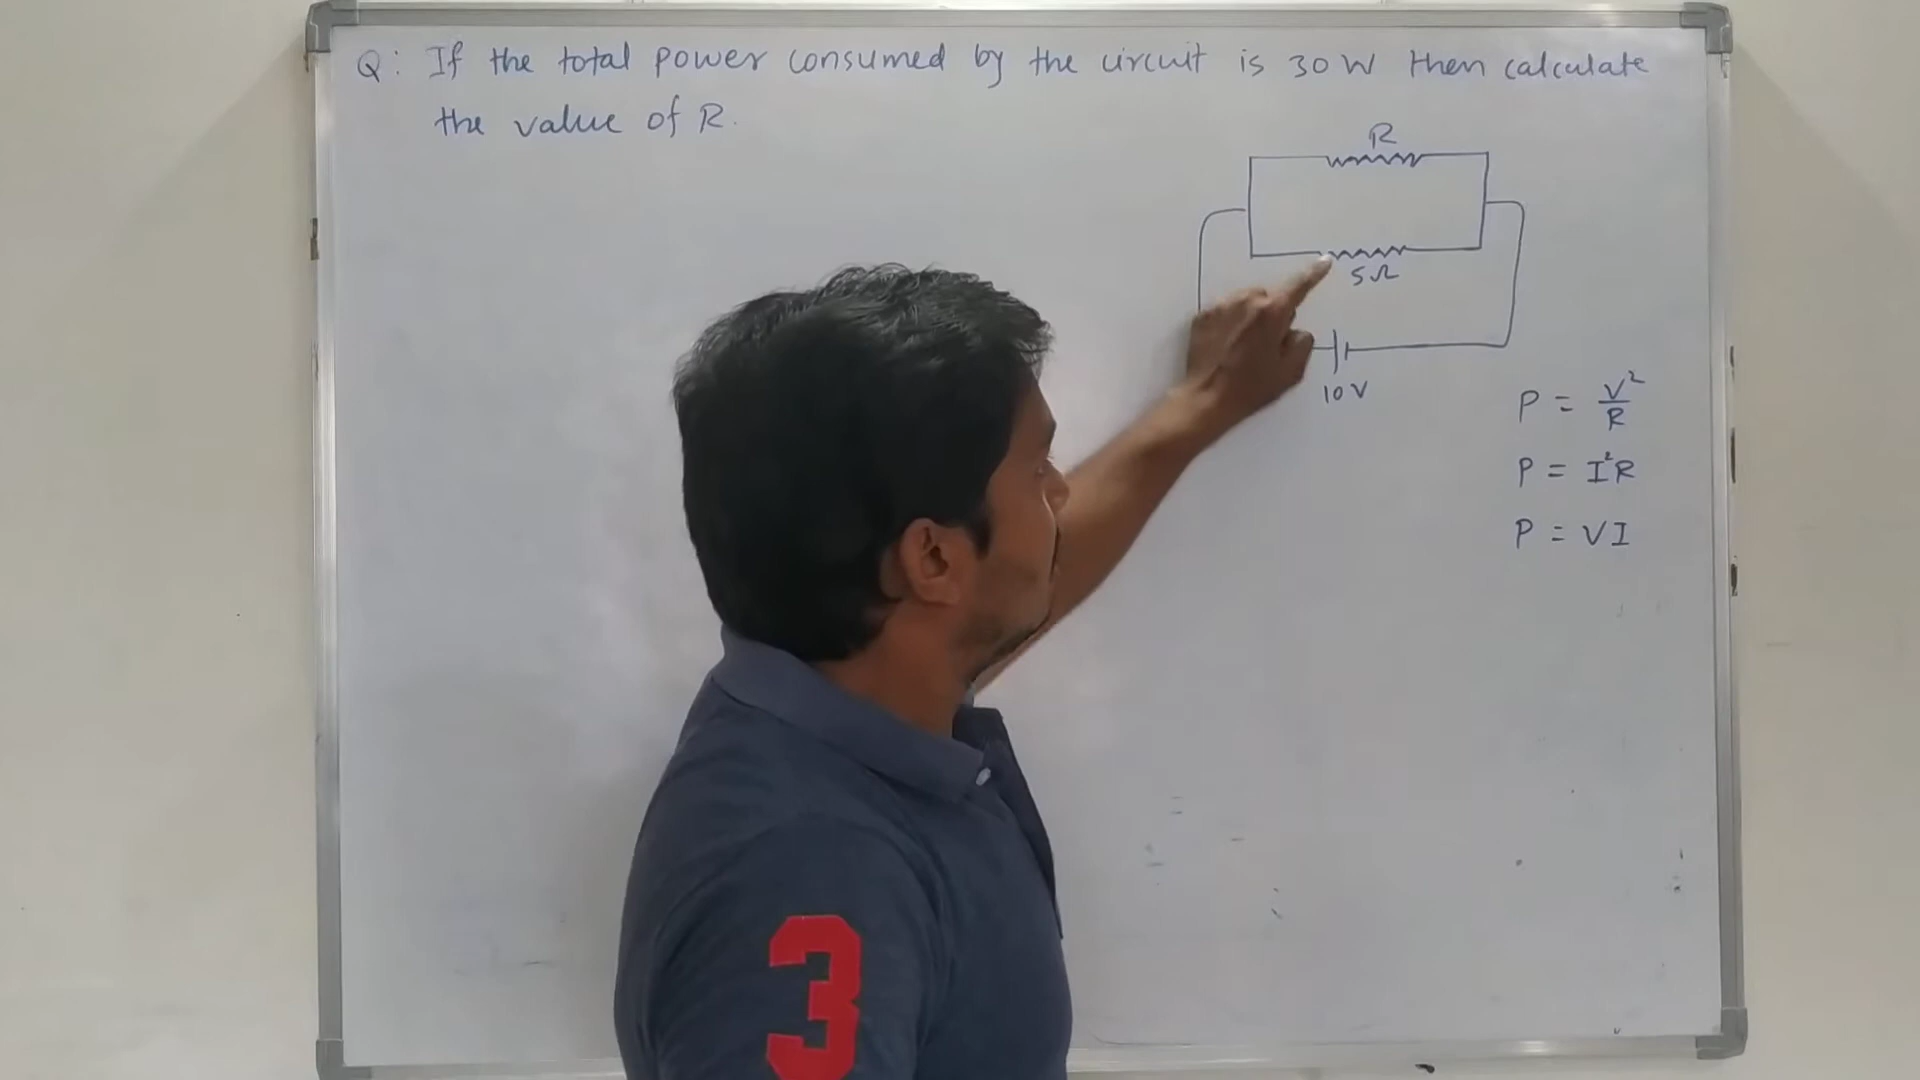 Q: If the total power consumed by the circuit is 30 W then calculate
the value of R.
R
5Ω
10 V
P = V²/R
P = I²R
P = VI
3